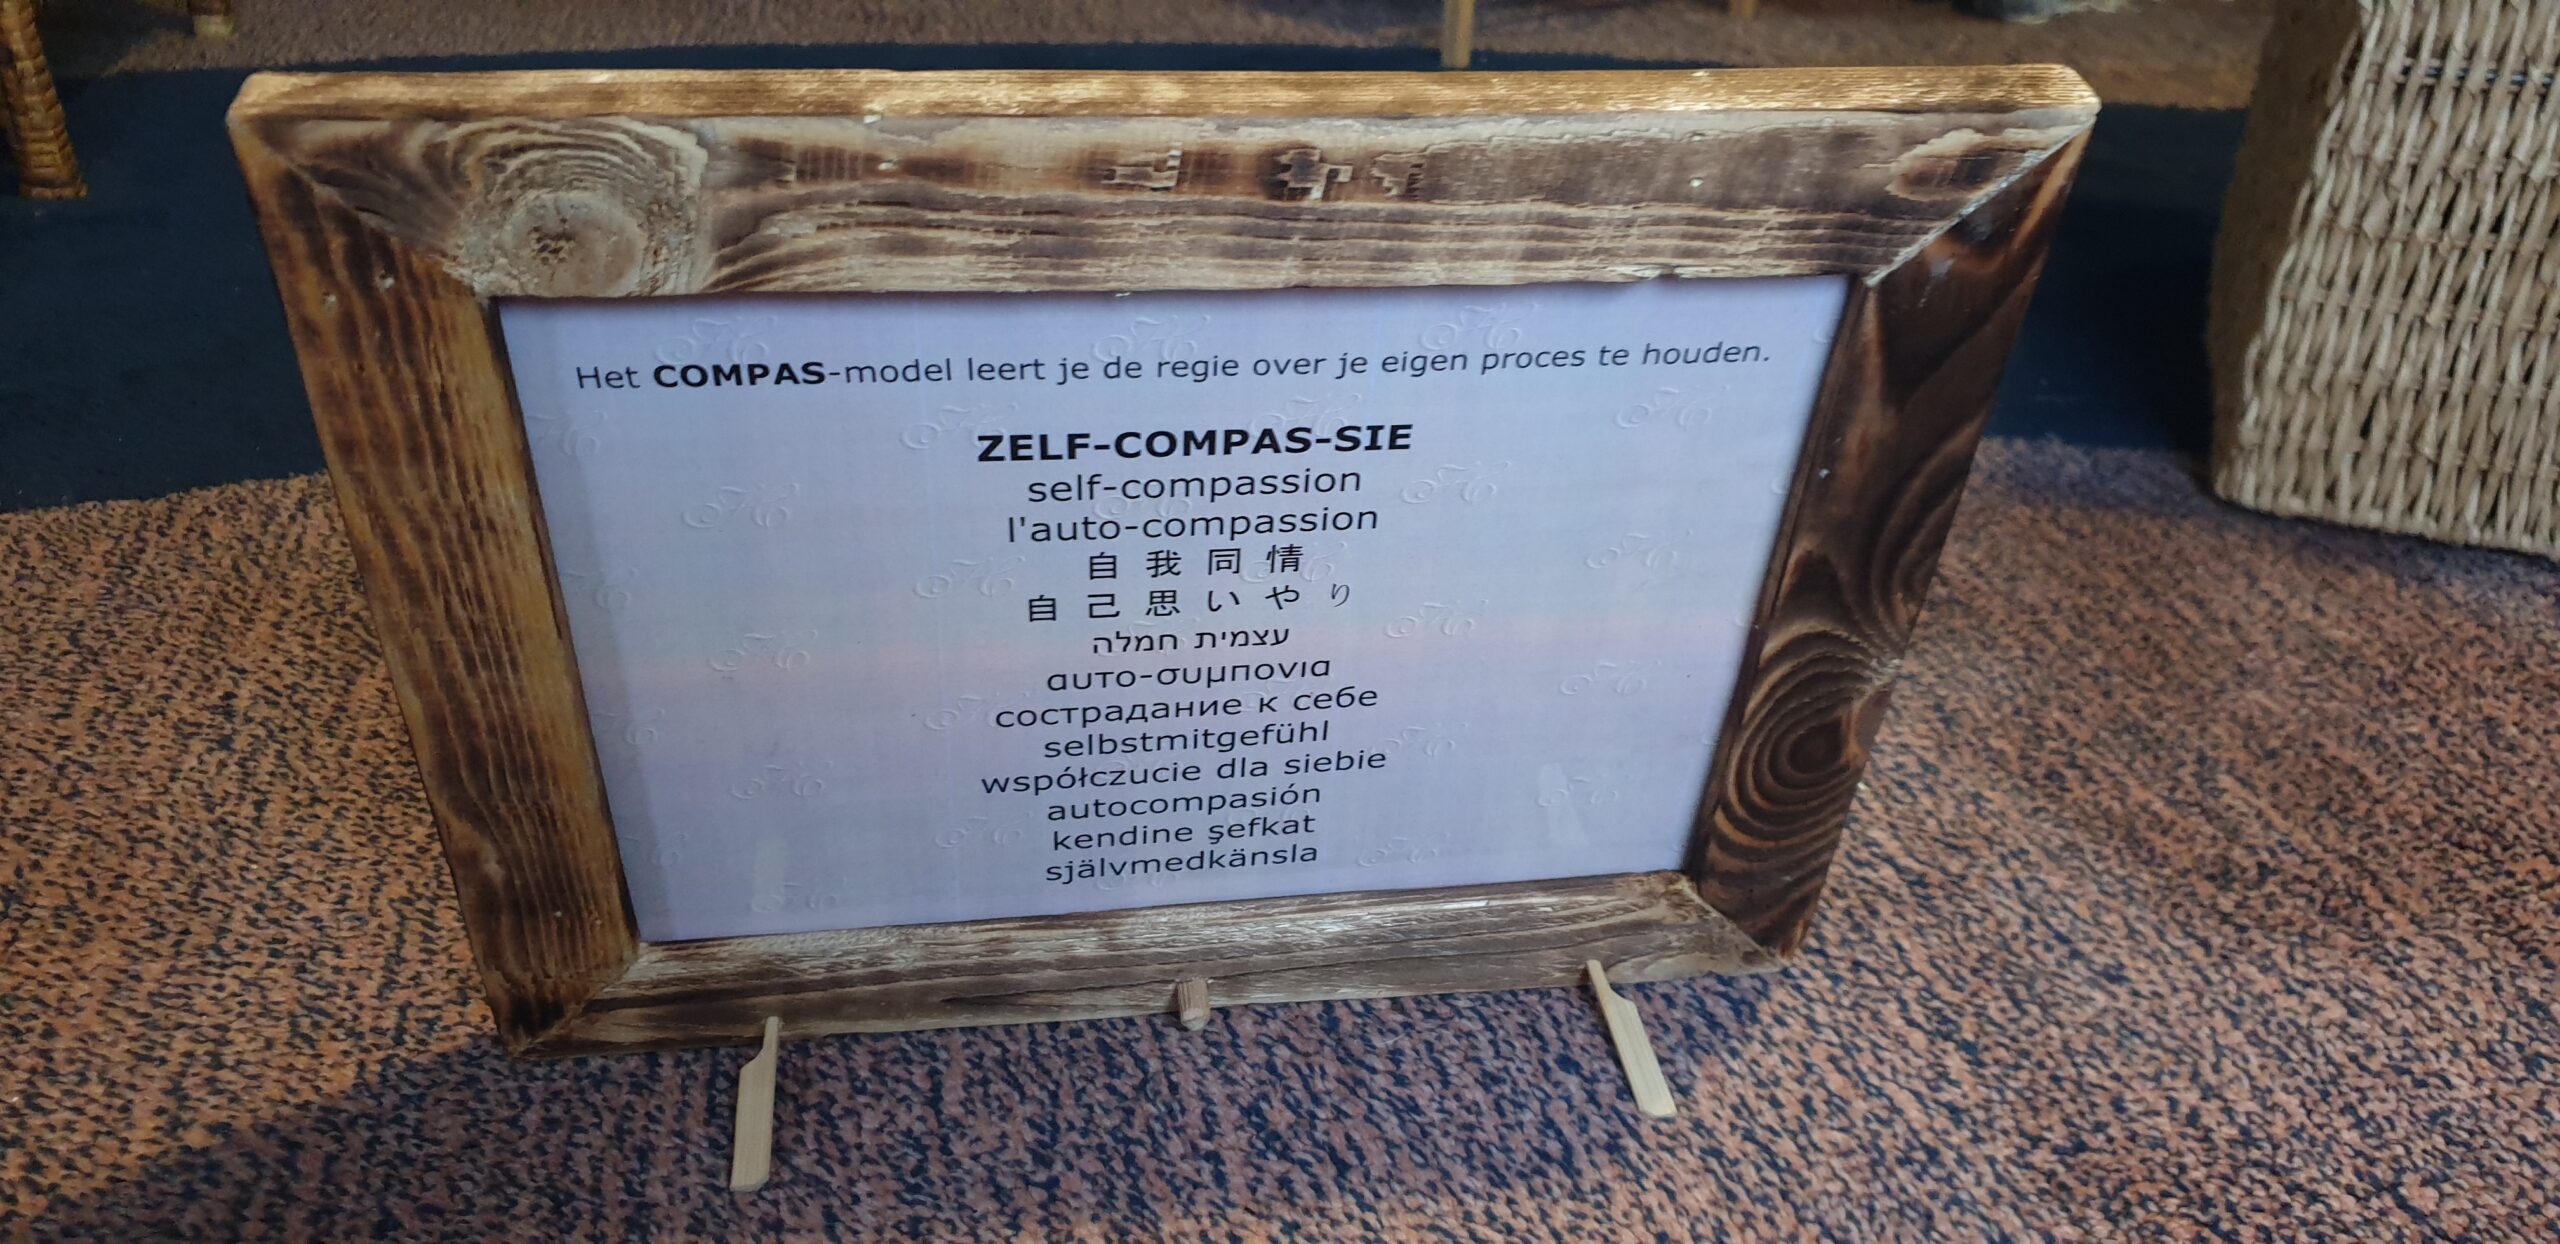 Het COMPAS-model leert je de regie over je eigen proces te houden.
ZELF-COMPAS-SIE
self-compassion
l'auto-compassion
自我同情
自己思いやり
עצמית חמלה
αυτο-συμπονια
сострадание к себе
selbstmitgefühl
współczucie dla siebie
autocompasión
kendine şefkat
självmedkänsla